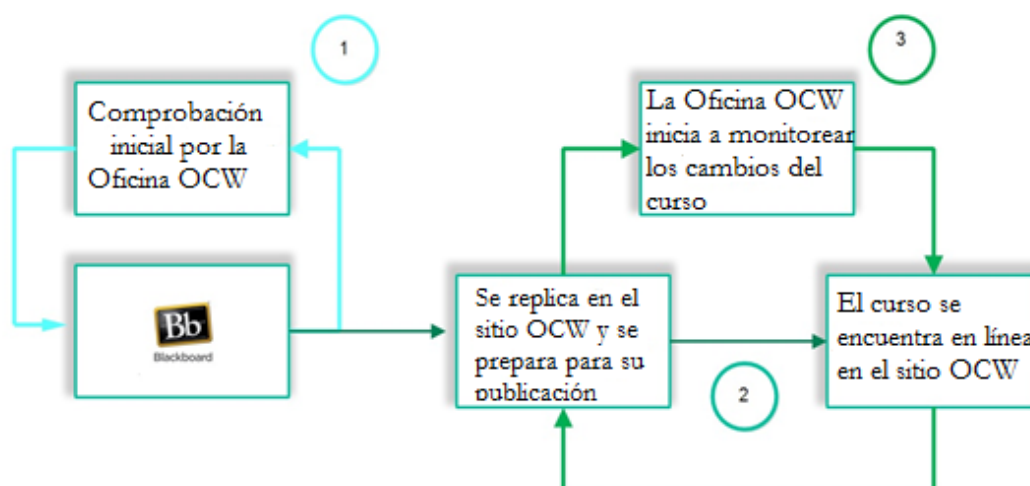 1
3
Comprobación
inicial por la
Oficina OCW
La Oficina OCW
inicia a monitorear
los cambios del
curso
Bb
Blackboard
Se replica en el
sitio OCW y se
prepara para su
publicación
2
El curso se
encuentra en línea
en el sitio OCW